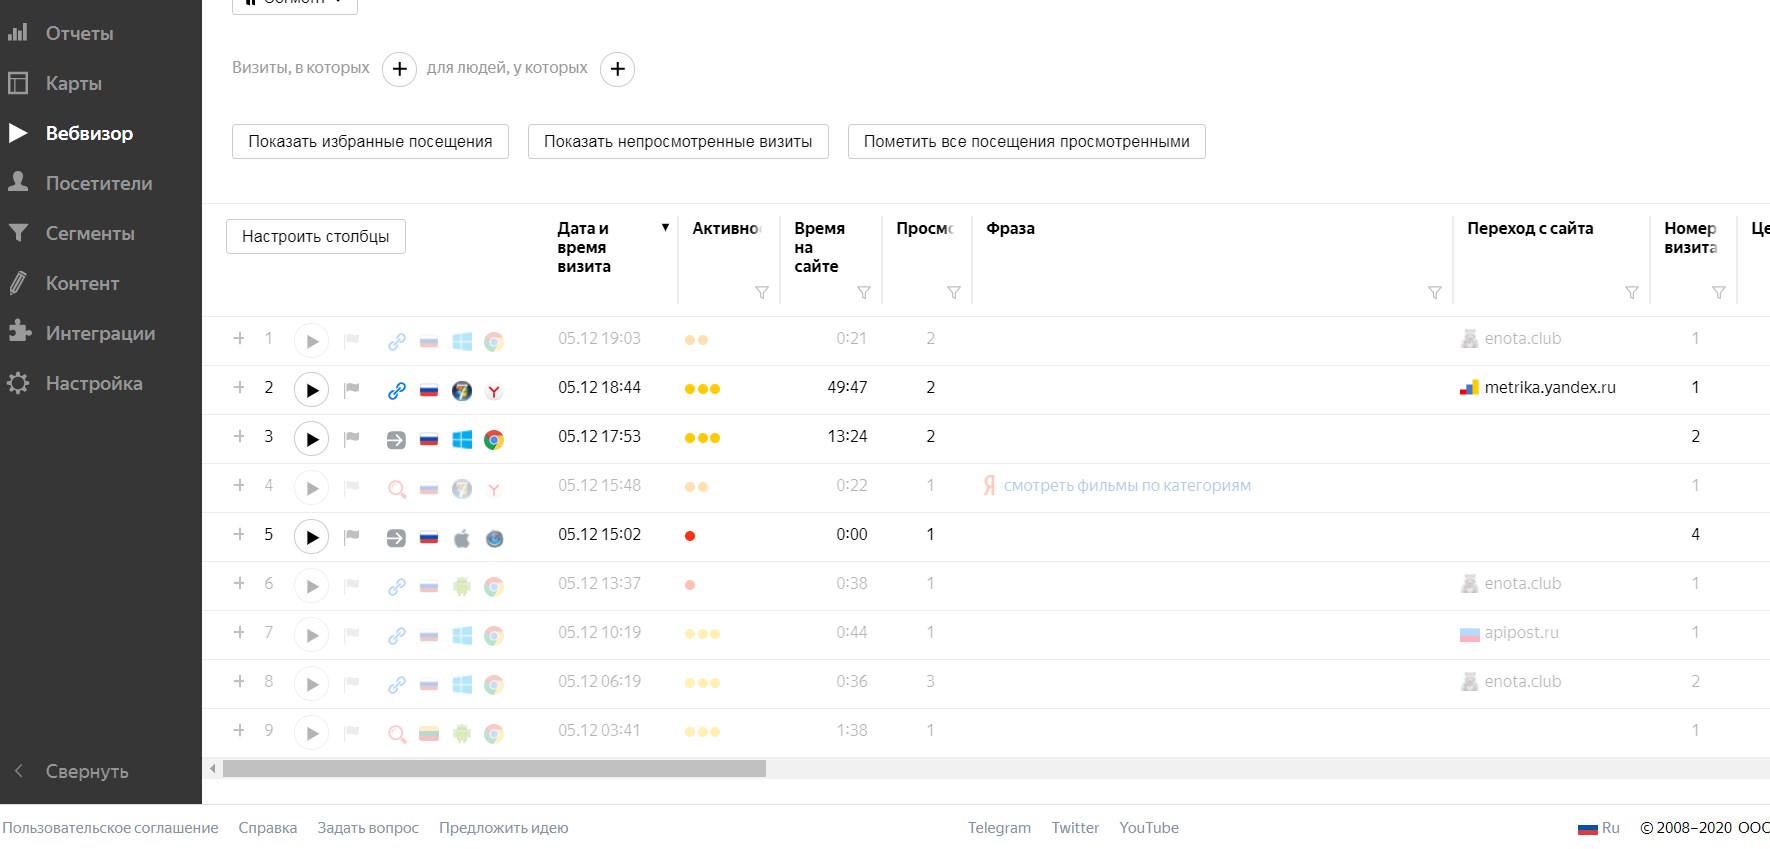 Отчеты
Карты
Вебвизор
Посетители
Сегменты
Контент
Интеграции
Настройка
Свернуть
Визиты, в которых + для людей, у которых +
Показать избранные посещения Показать непросмотренные визиты Пометить все посещения просмотренными
Настроить столбцы
Дата и время визита Активно Время на сайте Просм Фраза Переход с сайта Номер визита Це
+ 1 05.12 19:03 0:21 2 enota.club 1
+ 2 05.12 18:44 49:47 2 metrika.yandex.ru 1
+ 3 05.12 17:53 13:24 2 2
+ 4 05.12 15:48 0:22 1 Я смотреть фильмы по категориям 1
+ 5 05.12 15:02 0:00 1 4
+ 6 05.12 13:37 0:38 1 enota.club 1
+ 7 05.12 10:19 0:44 1 apipost.ru 1
+ 8 05.12 06:19 0:36 3 enota.club 2
+ 9 05.12 03:41 1:38 1 1
Пользовательское соглашение Справка Задать вопрос Предложить идею Telegram Twitter YouTube Ru © 2008–2020 ООО